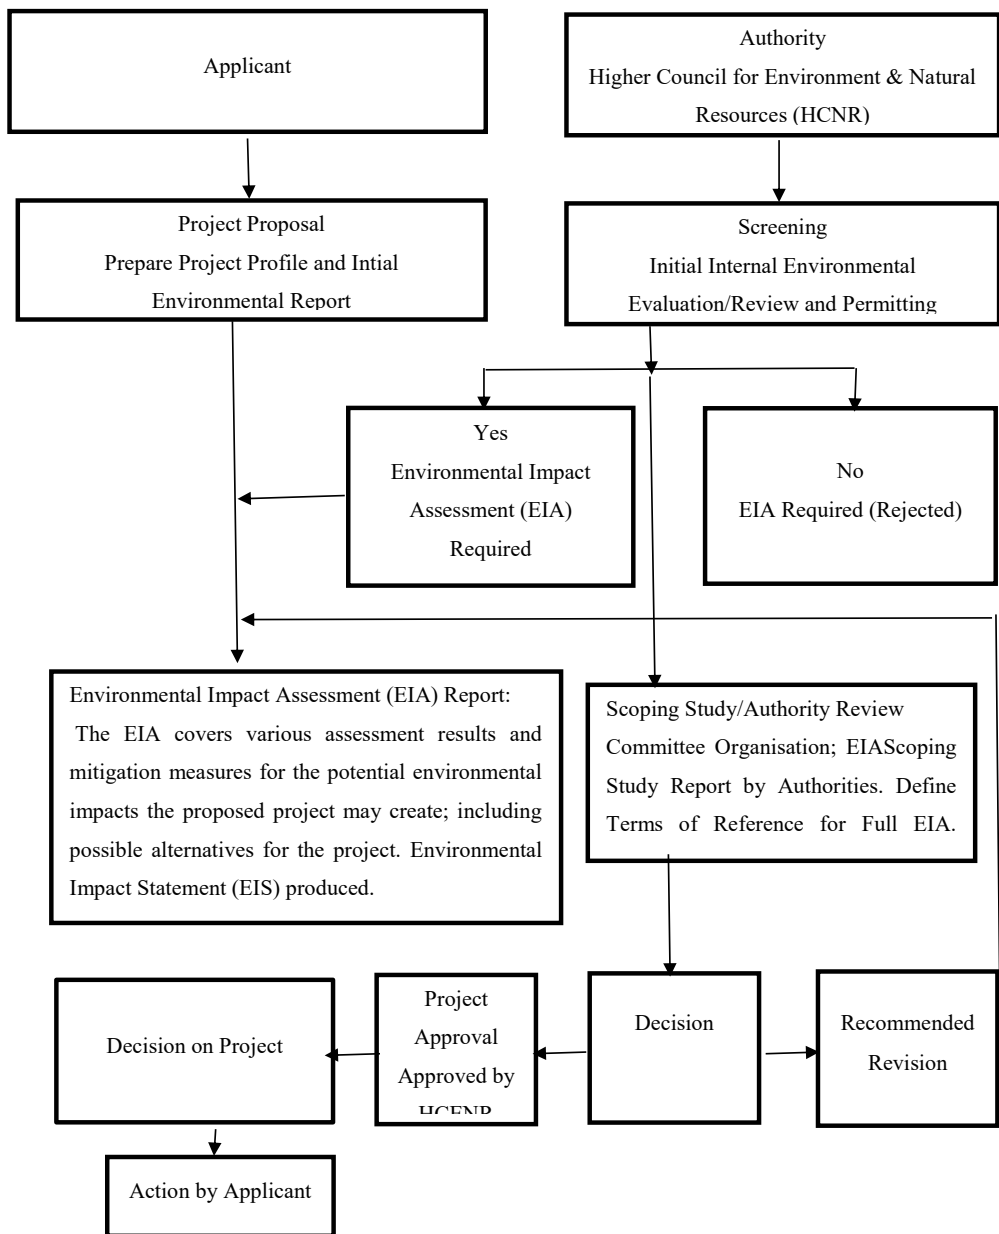 Applicant
Authority
Higher Council for Environment & Natural
Resources (HCNR)
Project Proposal
Prepare Project Profile and Intial
Environmental Report
Screening
Initial Internal Environmental
Evaluation/Review and Permitting
Yes
Environmental Impact
Assessment (EIA)
Required
No
EIA Required (Rejected)
Environmental Impact Assessment (EIA) Report:
The EIA covers various assessment results and
mitigation measures for the potential environmental
impacts the proposed project may create; including
possible alternatives for the project. Environmental
Impact Statement (EIS) produced.
Scoping Study/Authority Review
Committee Organisation; EIAScoping
Study Report by Authorities. Define
Terms of Reference for Full EIA.
Decision on Project
Project
Approval
Approved by
HCENR
Decision
Recommended
Revision
Action by Applicant